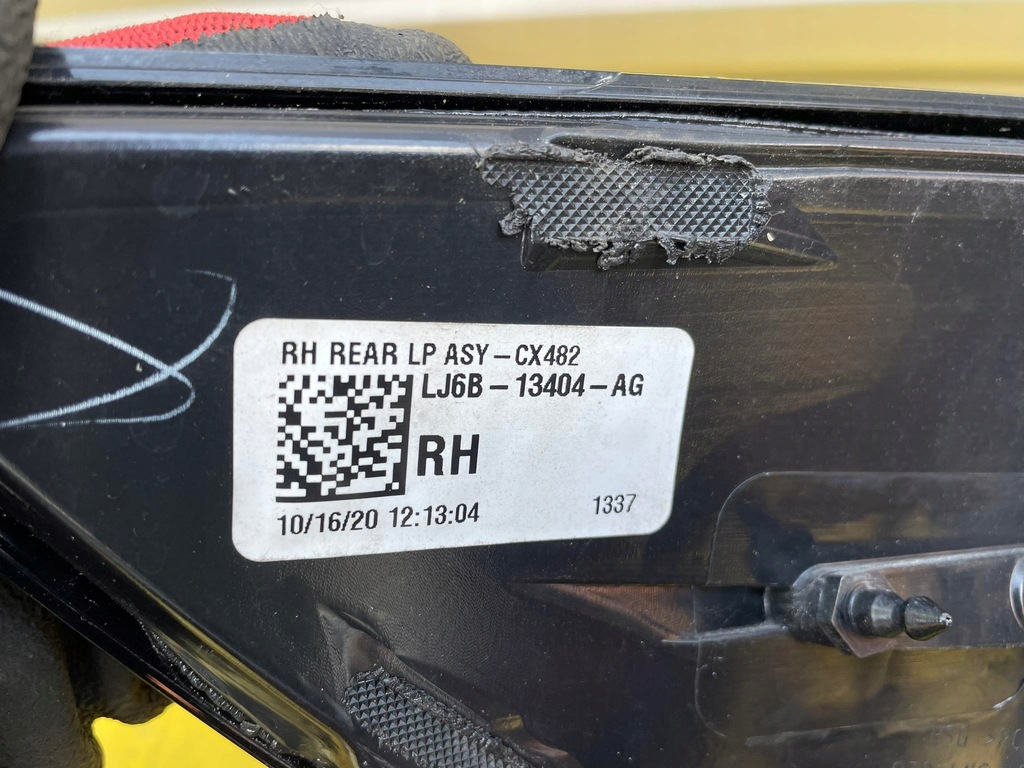 RH REAR LP ASY-CX482
LJ6B-13404-AG
RH
10/16/20 12:13:04
1337